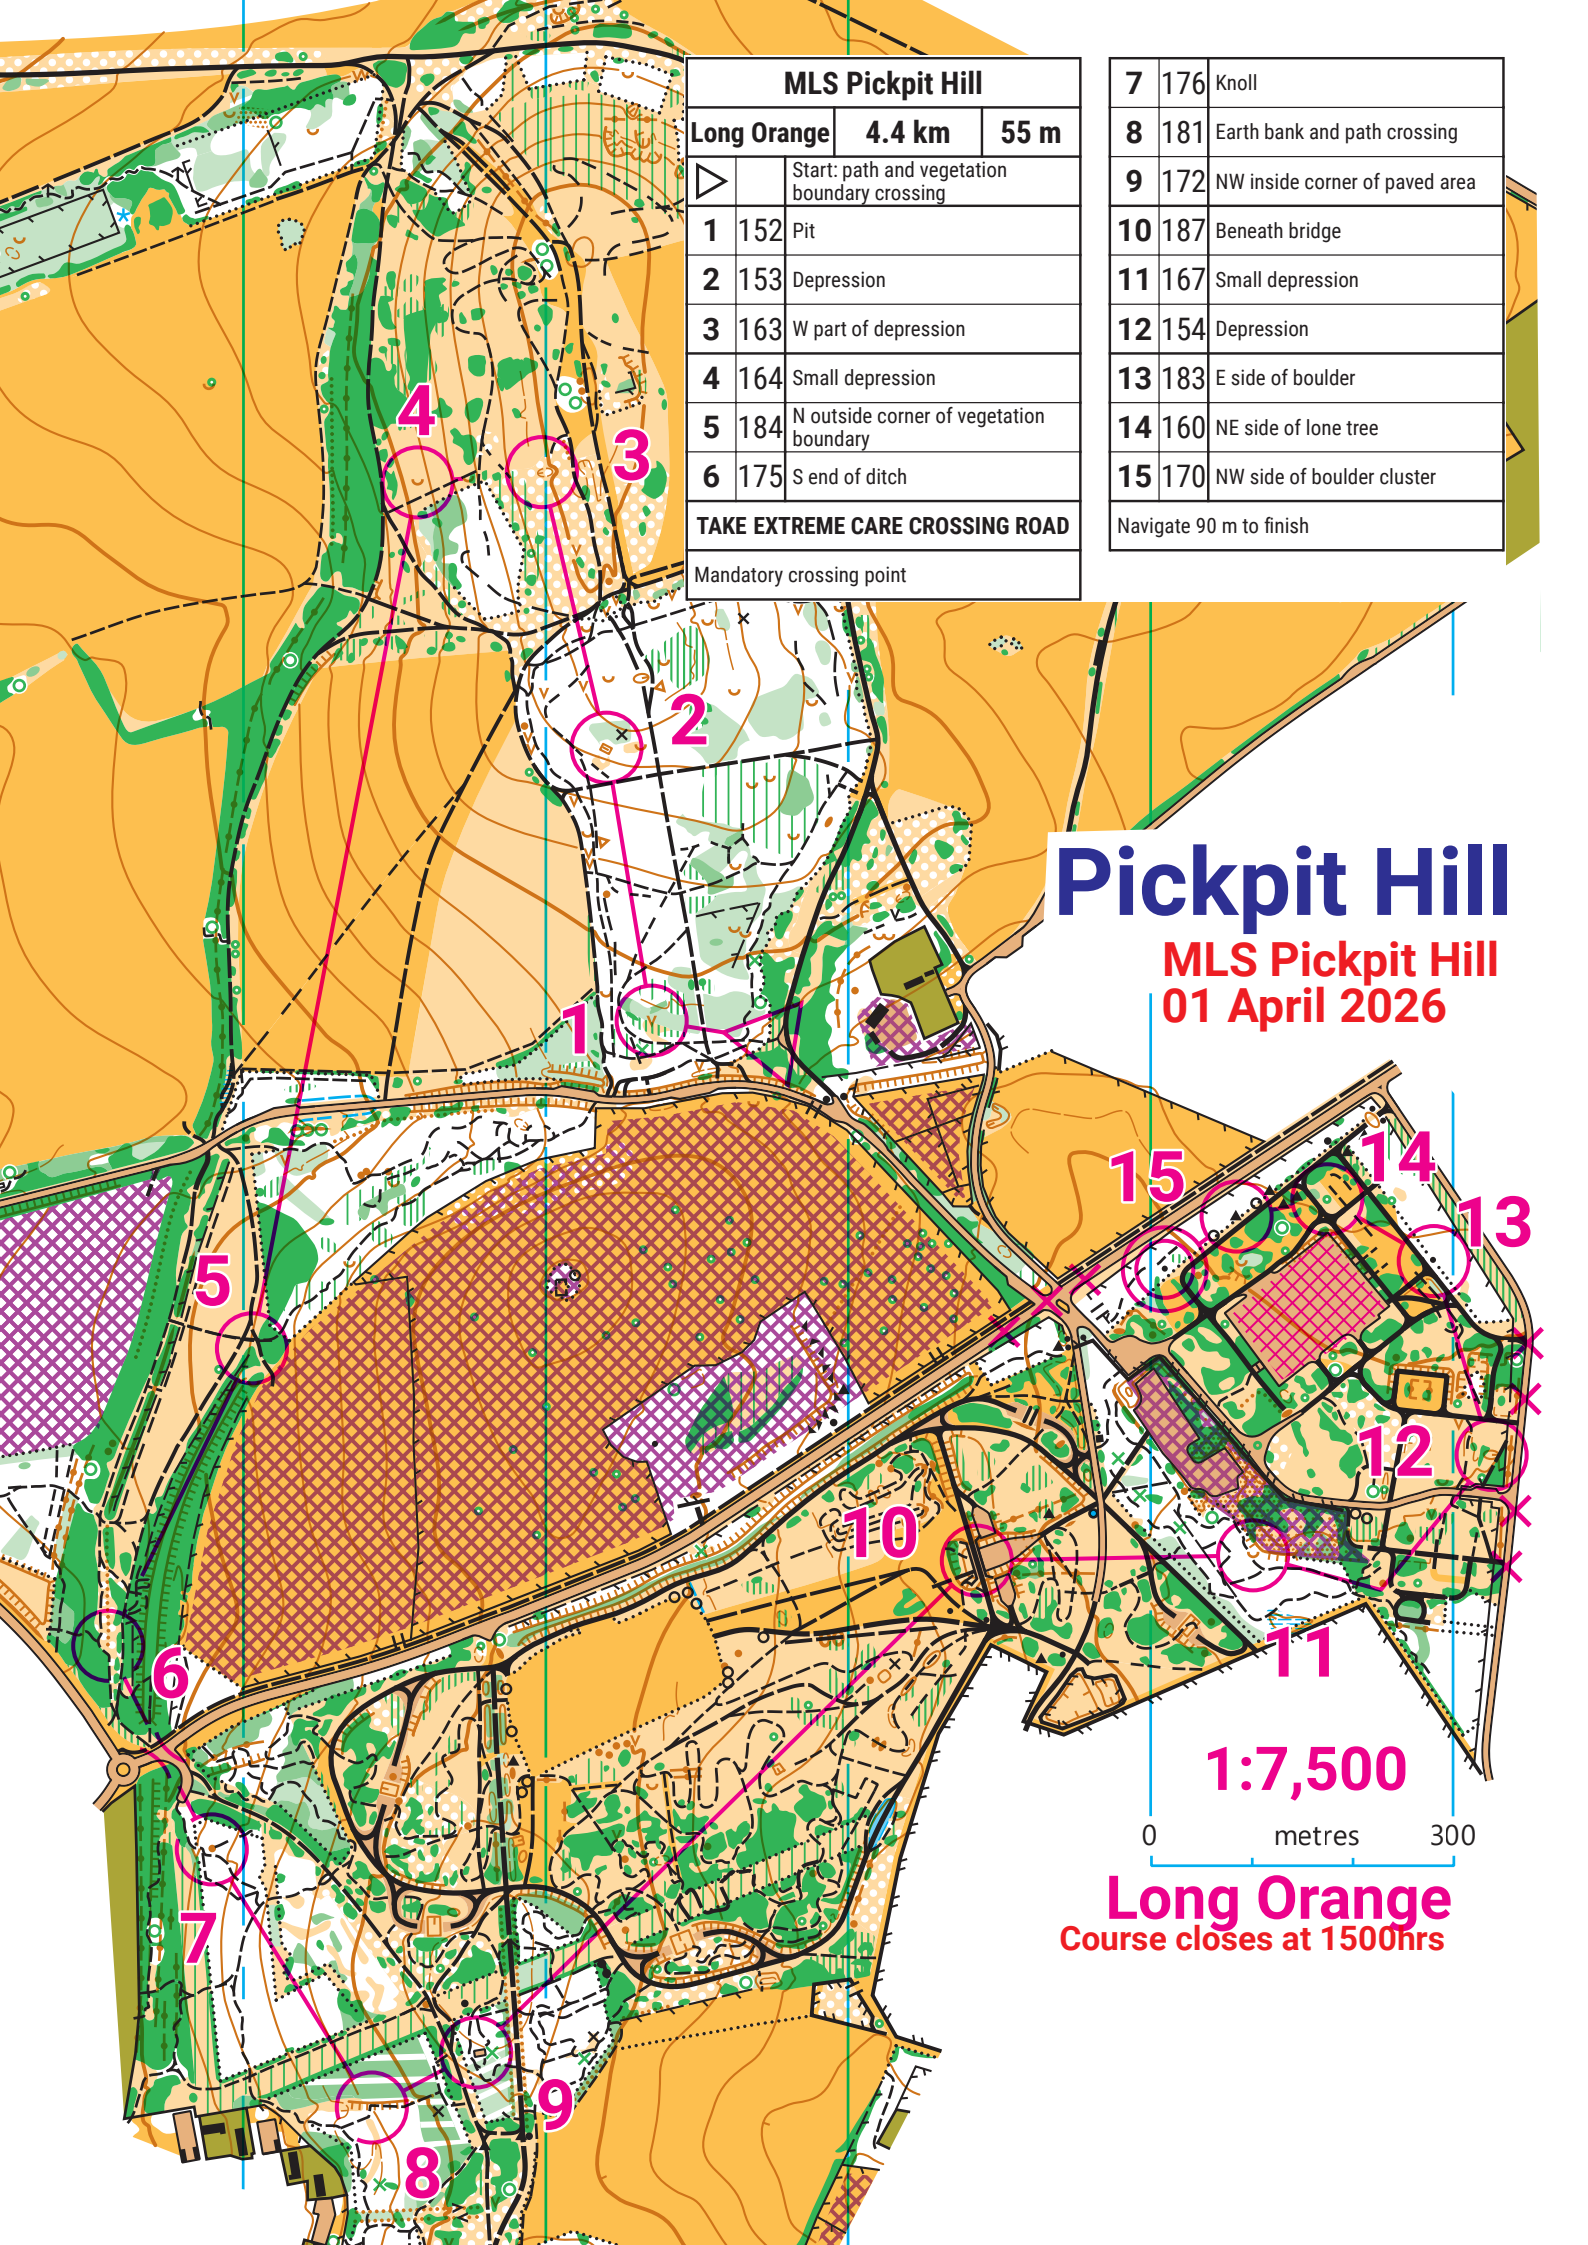 MLS Pickpit Hill
Long Orange 4.4 km 55 m
Start: path and vegetation
boundary crossing
1 152 Pit
2 153 Depression
3 163 W part of depression
4 164 Small depression
5 184 N outside corner of vegetation
boundary
6 175 S end of ditch
TAKE EXTREME CARE CROSSING ROAD
Mandatory crossing point
7 176 Knoll
8 181 Earth bank and path crossing
9 172 NW inside corner of paved area
10 187 Beneath bridge
11 167 Small depression
12 154 Depression
13 183 E side of boulder
14 160 NE side of lone tree
15 170 NW side of boulder cluster
Navigate 90 m to finish
4
3
2
Pickpit Hill
MLS Pickpit Hill
01 April 2026
1
14
15
13
5
12
10
11
6
1:7,500
0 metres 300
Long Orange
Course closes at 1500hrs
7
9
8